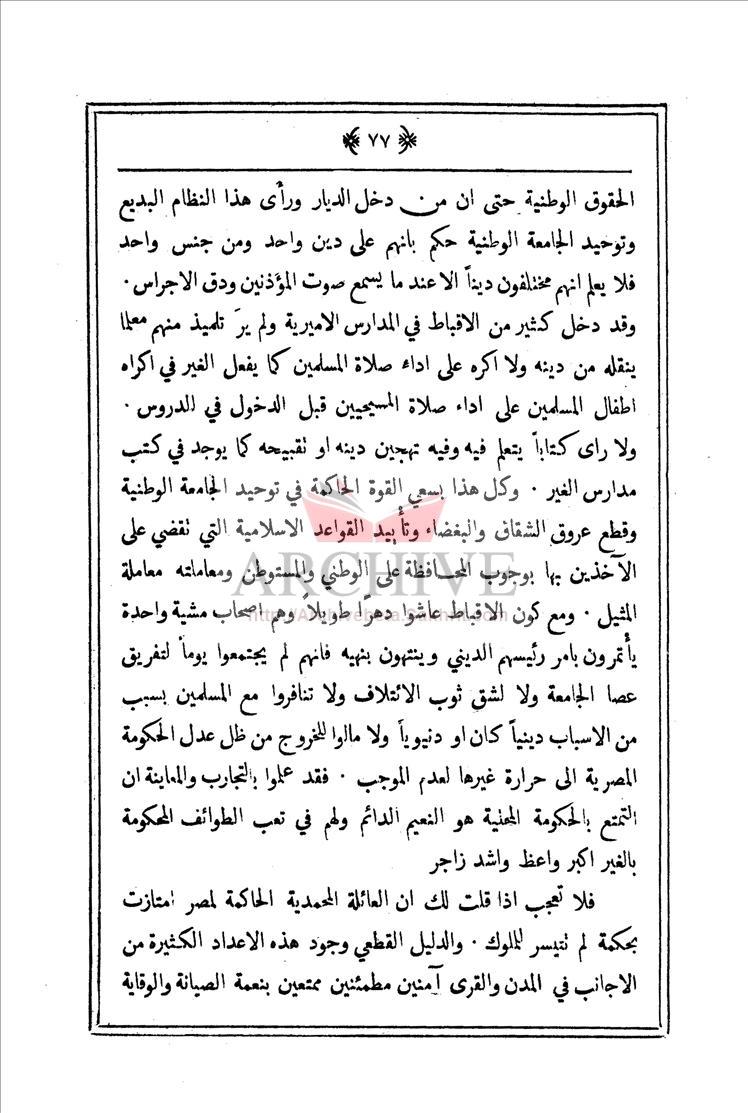 ﴿ ٧٧ ﴾
الحقوق الوطنية حتى ان من دخل الديار ورأى هذا النظام البديع
وتوحيد الجامعة الوطنية حكم بانهم على دين واحد ومن جنس واحد
فلا يعلم انهم مختلفون ديناً الا عند ما يسمع صوت المؤذنين ودق الاجراس .
وقد دخل كثير من الاقباط في المدارس الاميرية ولم يرَ تلميذ منهم معلما
ينقله من دينه ولا اكره على اداء صلاة المسلمين كما يفعل الغير في اكراه
اطفال المسلمين على اداء صلاة المسيحيين قبل الدخول في الدروس .
ولا راى كتاباً يتعلم فيه وفيه تهجين دينه او تقبيحه كما يوجد في كتب
مدارس الغير . وكل هذا بسعي القوة الحاكمة في توحيد الجامعة الوطنية
وقطع عروق الشقاق والبغضاء وتأييد القواعد الاسلامية التي تقضي على
الآخذين بها بوجوب المحافظة على الوطني والمستوطن ومعاملته معاملة
المثيل . ومع كون الاقباط عاشوا دهرًا طويلاً وهم اصحاب مشية واحدة
يأتمرون بامر رئيسهم الديني وينتهون بنهيه فانهم لم يجتمعوا يوماً لتفريق
عصا الجامعة ولا لشق ثوب الائتلاف ولا تنافروا مع المسلمين بسبب
من الاسباب دينياً كان او دنيوياً ولا مالوا للخروج من ظل عدل الحكومة
المصرية الى حرارة غيرها لعدم الموجب . فقد علموا بالتجارب والمعاينة ان
التمتع بالحكومة المحلية هو النعيم الدائم ولهم في تعب الطوائف المحكومة
بالغير اكبر واعظ واشد زاجر
فلا تعجب اذا قلت لك ان العائلة المحمدية الحاكمة لمصر امتازت
بحكمة لم تتيسر للملوك . والدليل القطعي وجود هذه الاعداد الكثيرة من
الاجانب في المدن والقرى آمنين مطمئنين ممتعين بنعمة الصيانة والوقاية
ARCHIVE
http://Archivebeta.Sakhrit.com